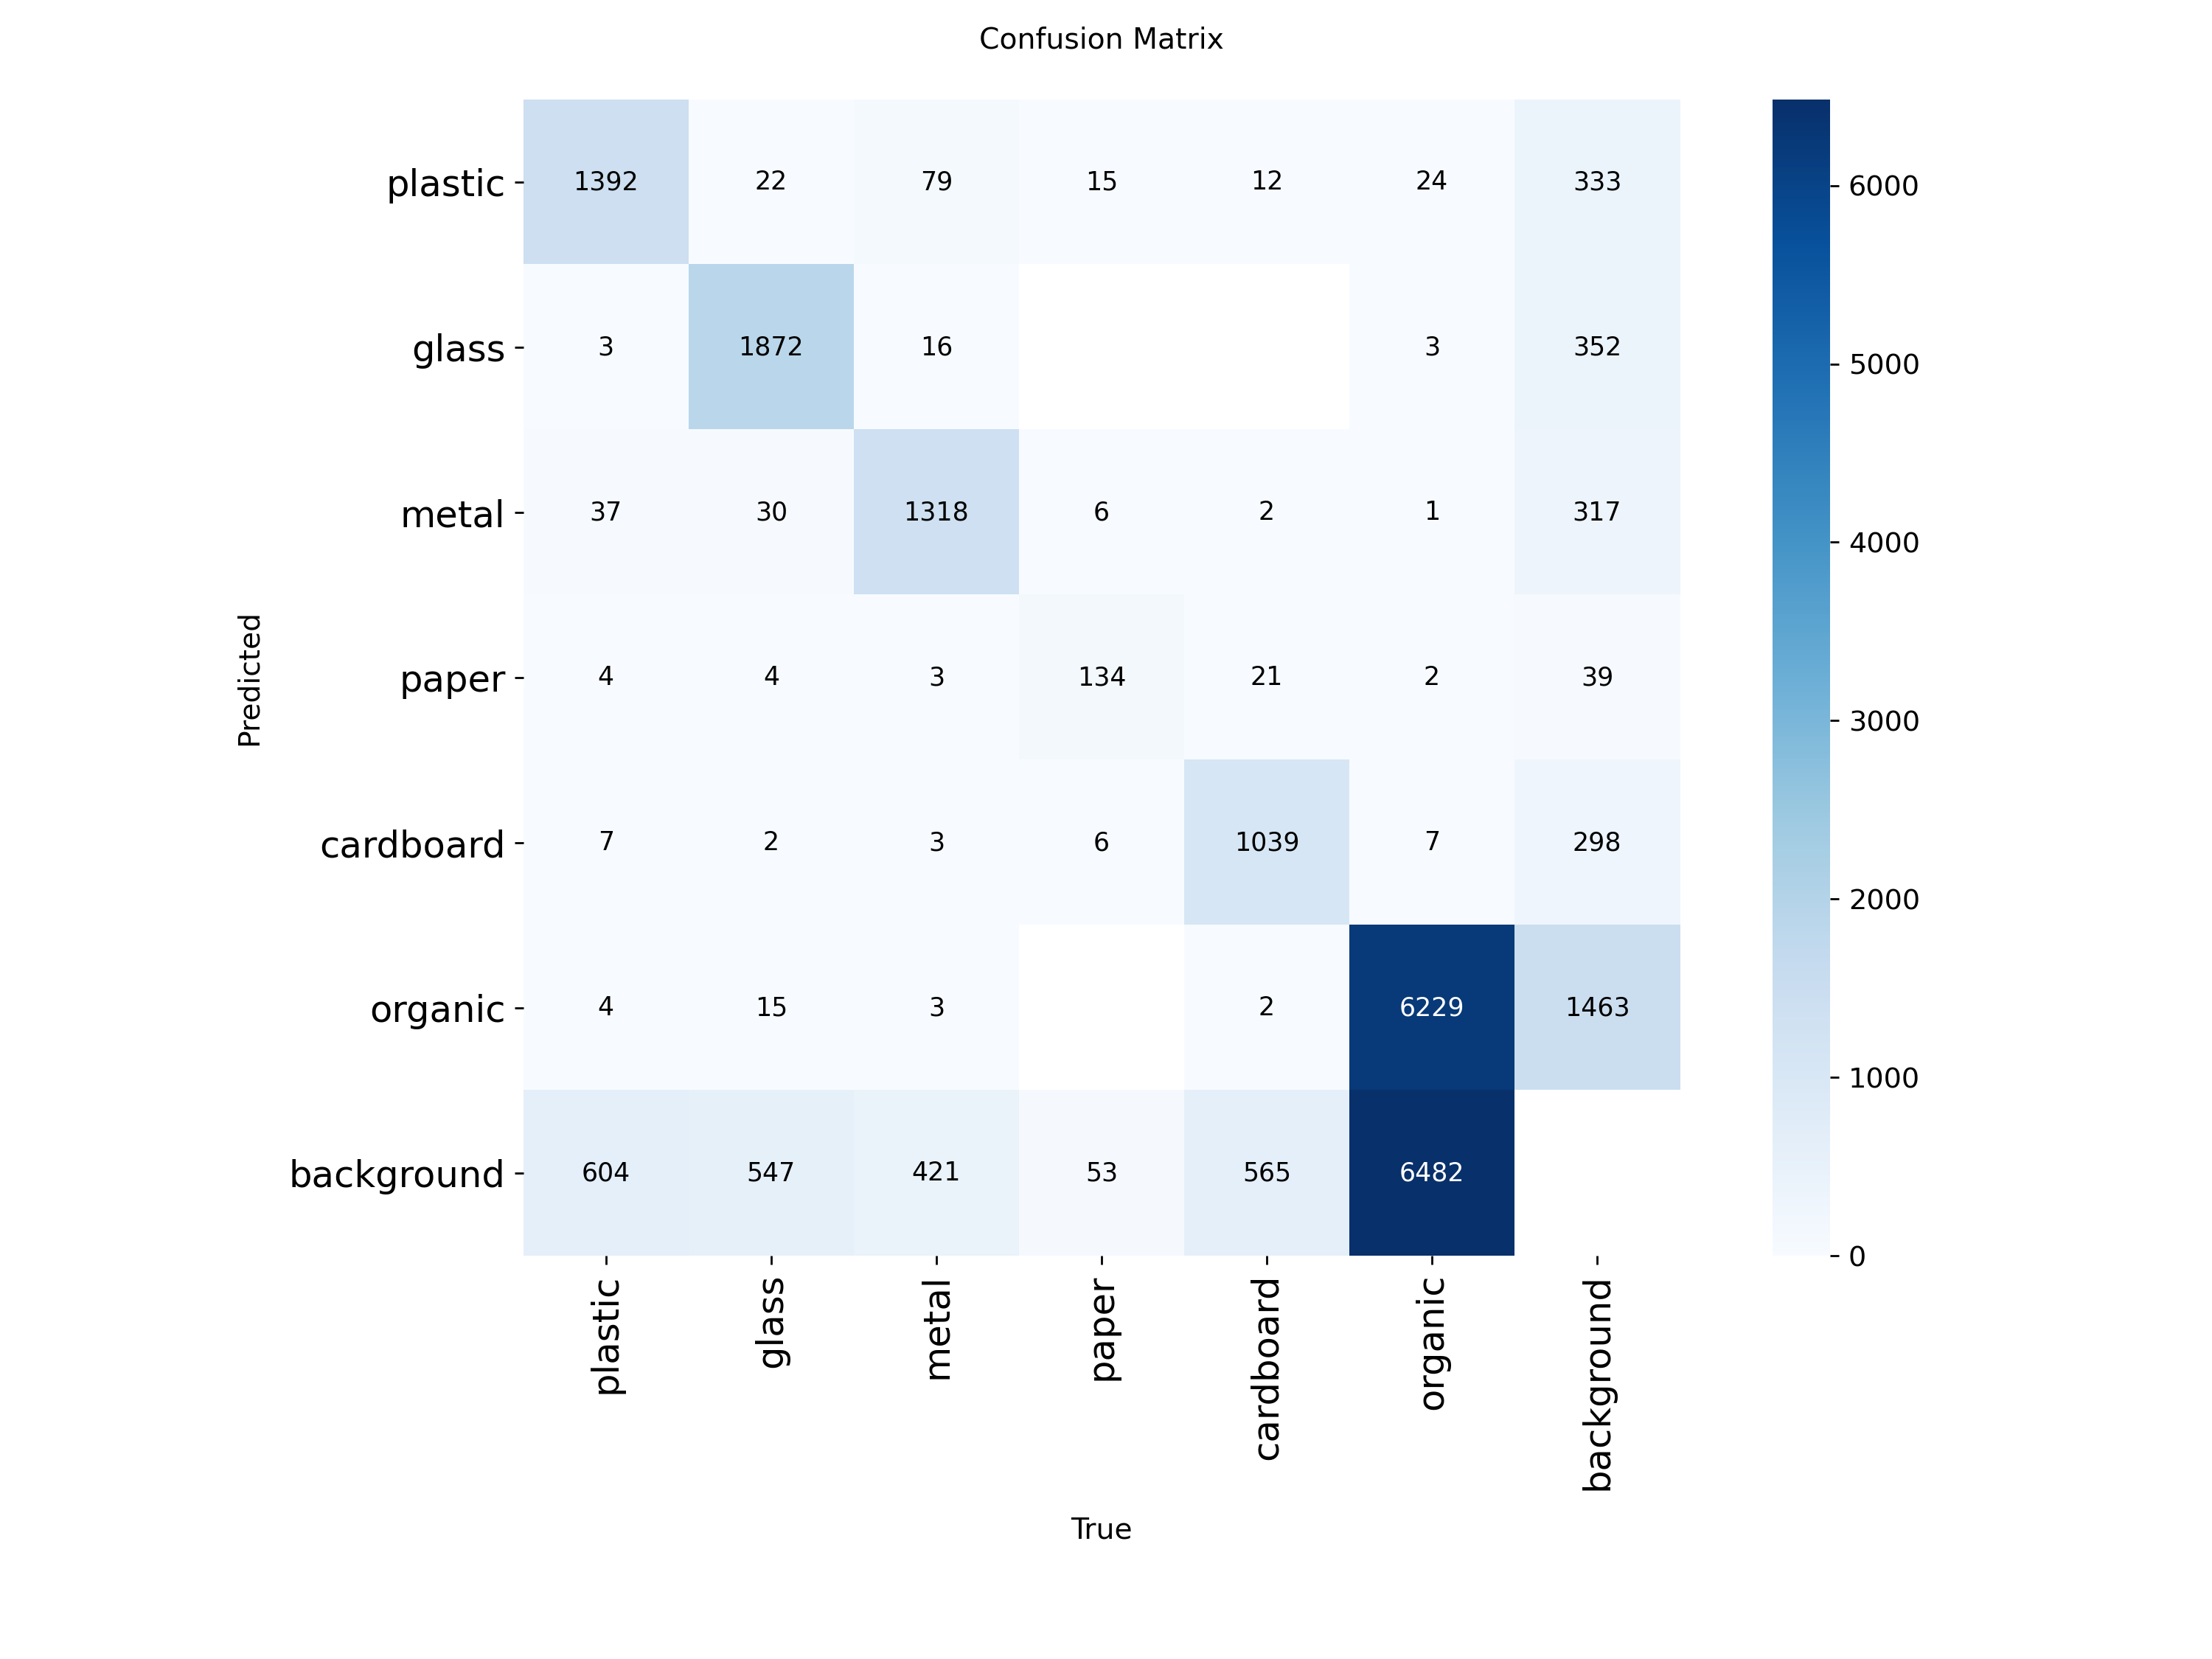 Confusion Matrix
plastic 1392 22 79 15 12 24 333
glass 3 1872 16 3 352
metal 37 30 1318 6 2 1 317
paper 4 4 3 134 21 2 39
cardboard 7 2 3 6 1039 7 298
organic 4 15 3 2 6229 1463
background 604 547 421 53 565 6482
Predicted
plastic glass metal paper cardboard organic background
True
6000
5000
4000
3000
2000
1000
0